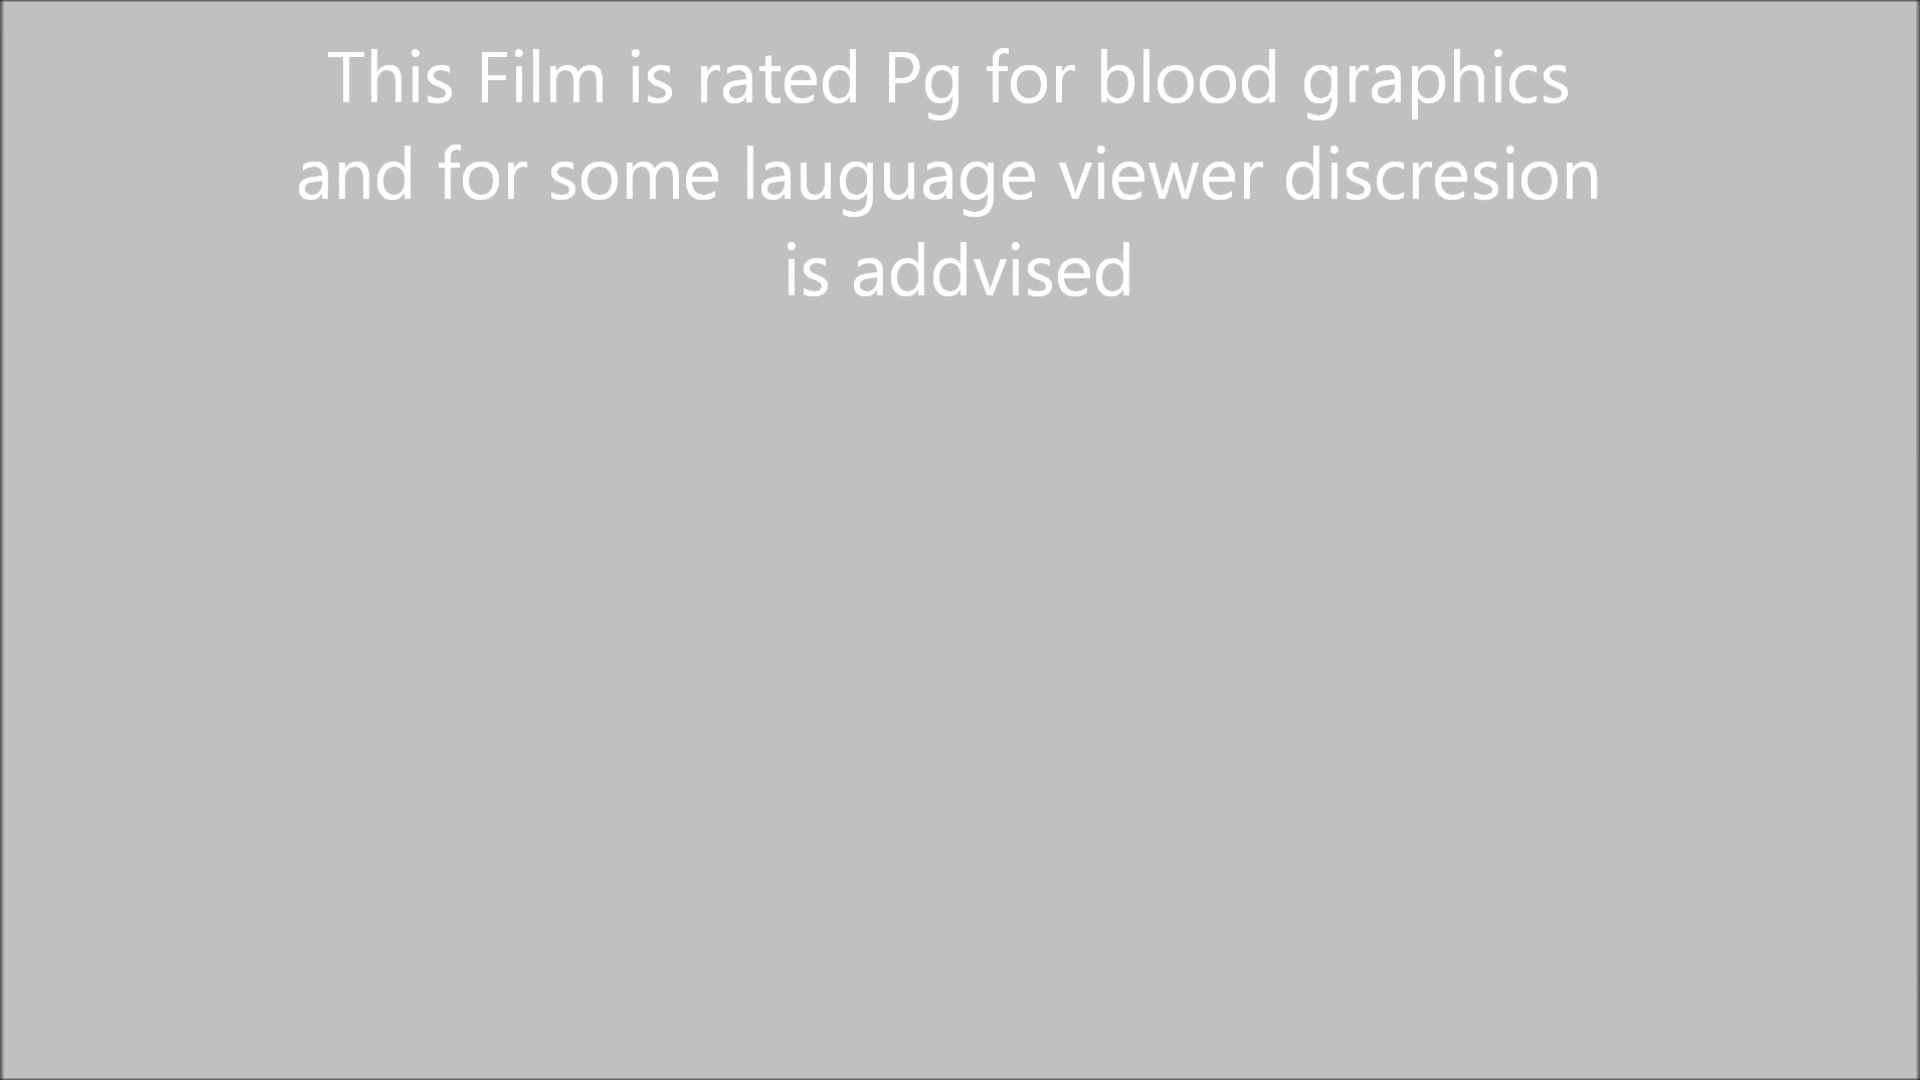 This Film is rated Pg for blood graphics
and for some lauguage viewer discresion
is addvised